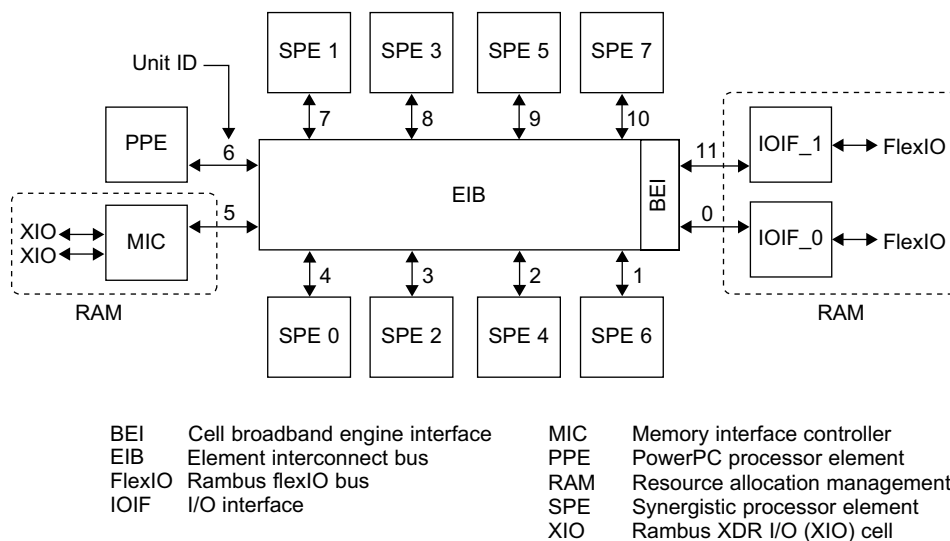 SPE 1
SPE 3
SPE 5
SPE 7
Unit ID
7
8
9
10
PPE
6
EIB
BEI
11
IOIF_1
FlexIO
XIO
XIO
MIC
5
0
IOIF_0
FlexIO
RAM
4
3
2
1
RAM
SPE 0
SPE 2
SPE 4
SPE 6
BEI Cell broadband engine interface
EIB Element interconnect bus
FlexIO Rambus flexIO bus
IOIF I/O interface
MIC Memory interface controller
PPE PowerPC processor element
RAM Resource allocation management
SPE Synergistic processor element
XIO Rambus XDR I/O (XIO) cell